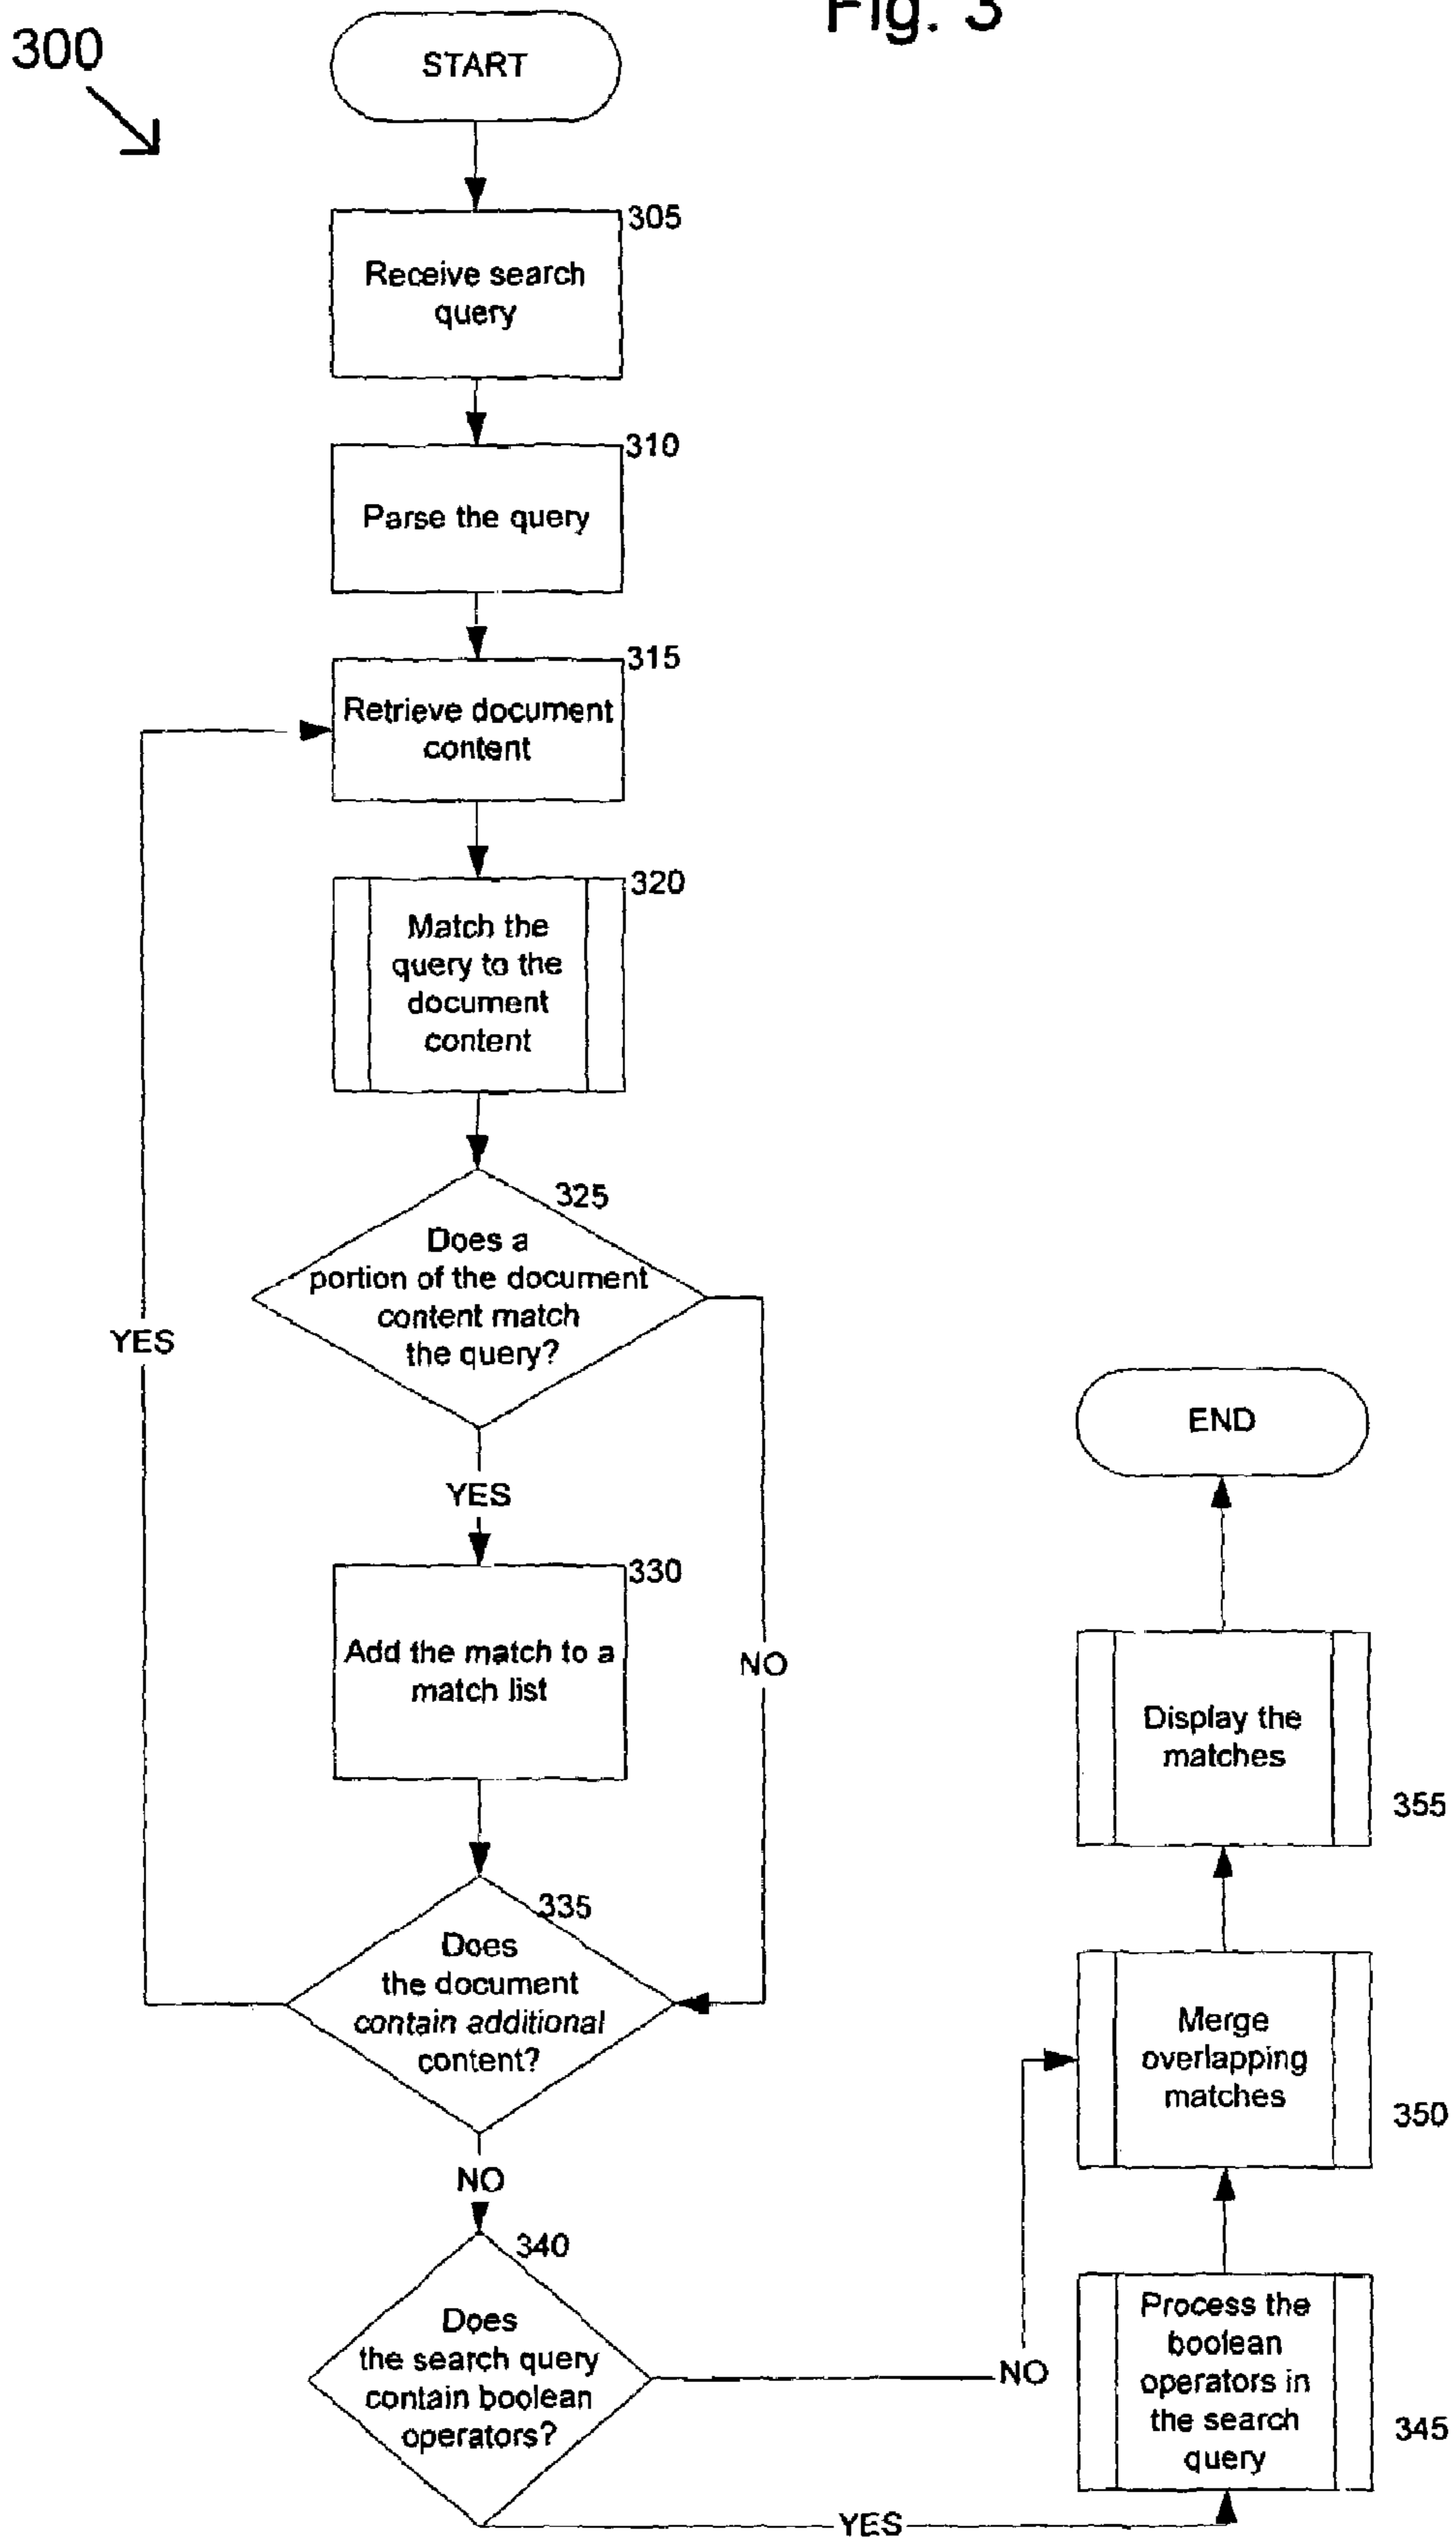 Fig. 3
300
START
305
Receive search
query
310
Parse the query
315
Retrieve document
content
320
Match the
query to the
document
content
325
Does a
portion of the document
content match
the query?
YES
YES
330
Add the match to a
match list
NO
335
Does
the document
contain additional
content?
NO
340
Does
the search query
contain boolean
operators?
NO
YES
END
Display the
matches
355
Merge
overlapping
matches
350
Process the
boolean
operators in
the search
query
345